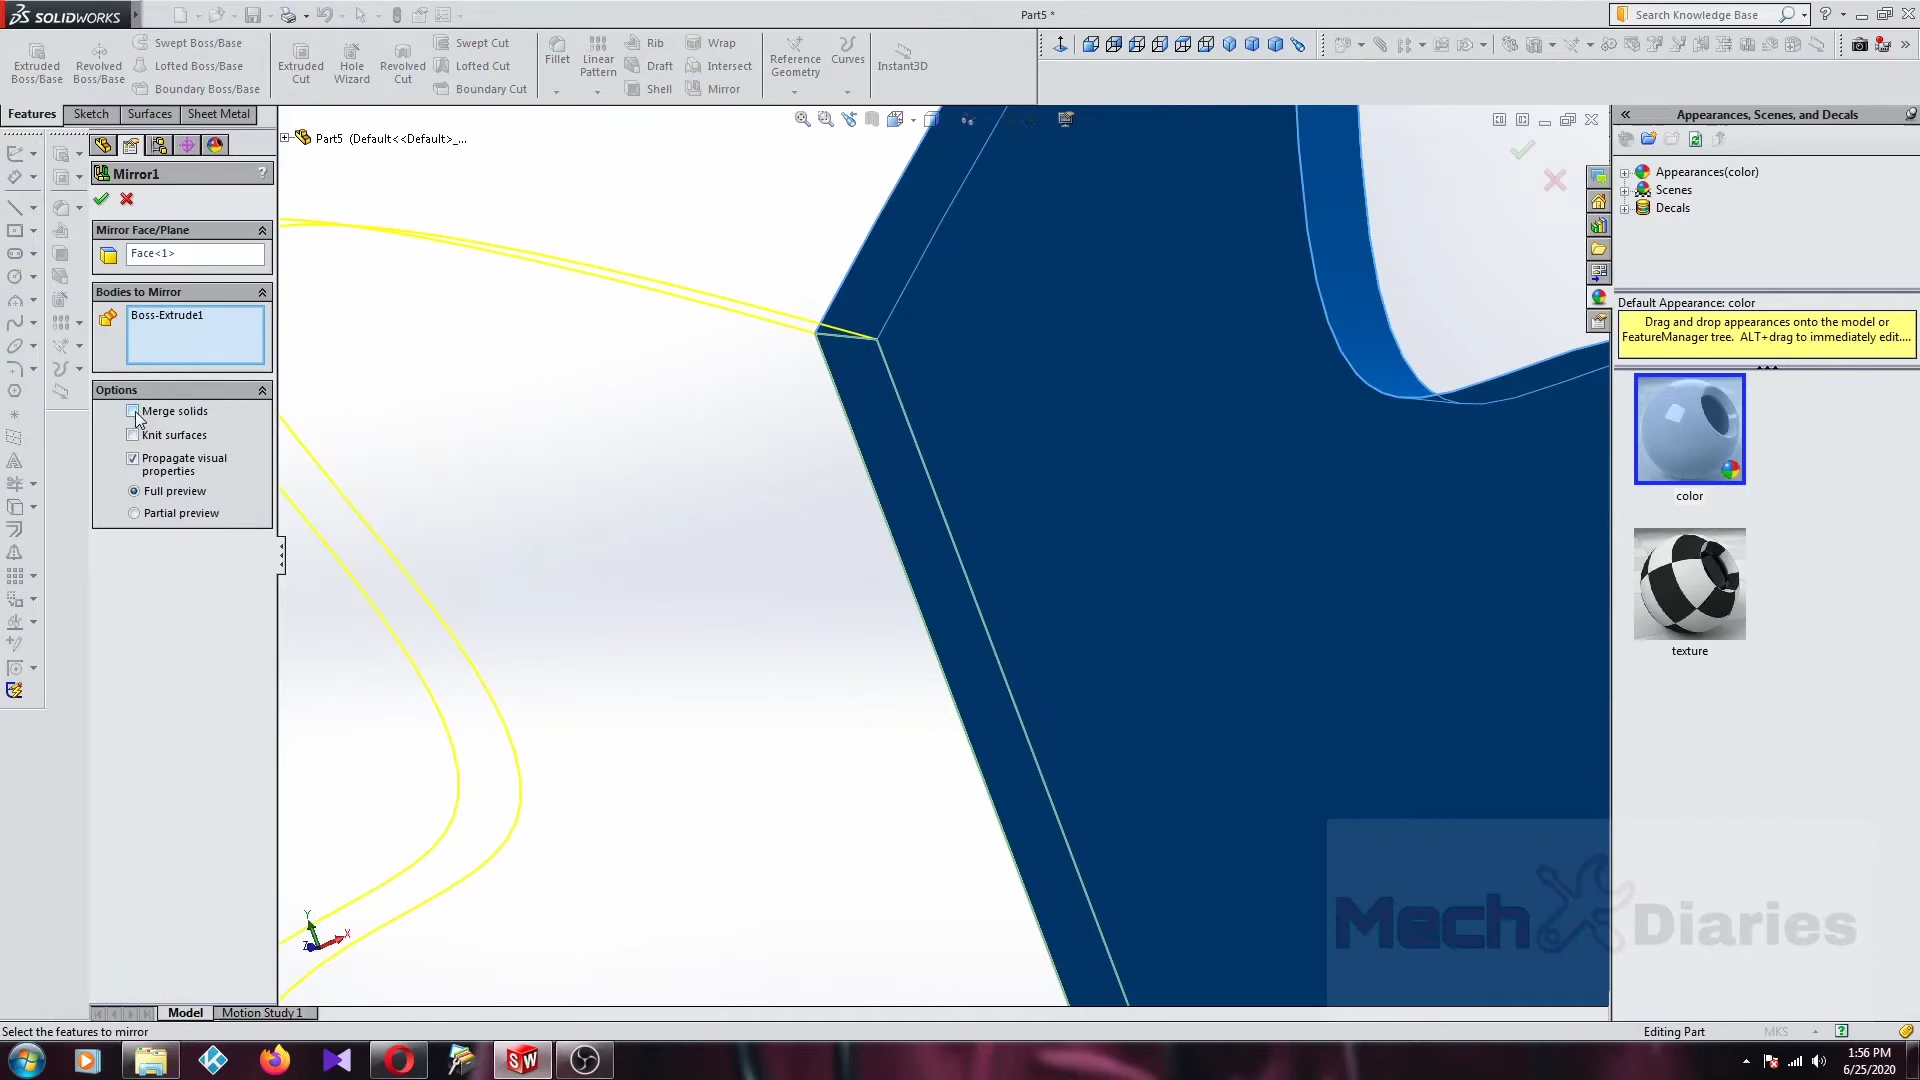 SOLIDWORKS
Part5 *
Search Knowledge Base
Extruded Boss/Base
Revolved Boss/Base
Swept Boss/Base
Lofted Boss/Base
Boundary Boss/Base
Extruded Cut
Hole Wizard
Revolved Cut
Swept Cut
Lofted Cut
Boundary Cut
Fillet
Linear Pattern
Rib
Draft
Shell
Wrap
Intersect
Mirror
Reference Geometry
Curves
Instant3D
Features
Sketch
Surfaces
Sheet Metal
Part5 (Default<<Default>_...
Mirror1
?
Mirror Face/Plane
Face<1>
Bodies to Mirror
Boss-Extrude1
Options
Merge solids
Knit surfaces
Propagate visual properties
Full preview
Partial preview
Y
X
Z
Appearances, Scenes, and Decals
Appearances(color)
Scenes
Decals
Default Appearance: color
Drag and drop appearances onto the model or
FeatureManager tree. ALT+drag to immediately edit....
color
texture
Mech Diaries
Model
Motion Study 1
Select the features to mirror
Editing Part
MKS
SW
1:56 PM
6/25/2020